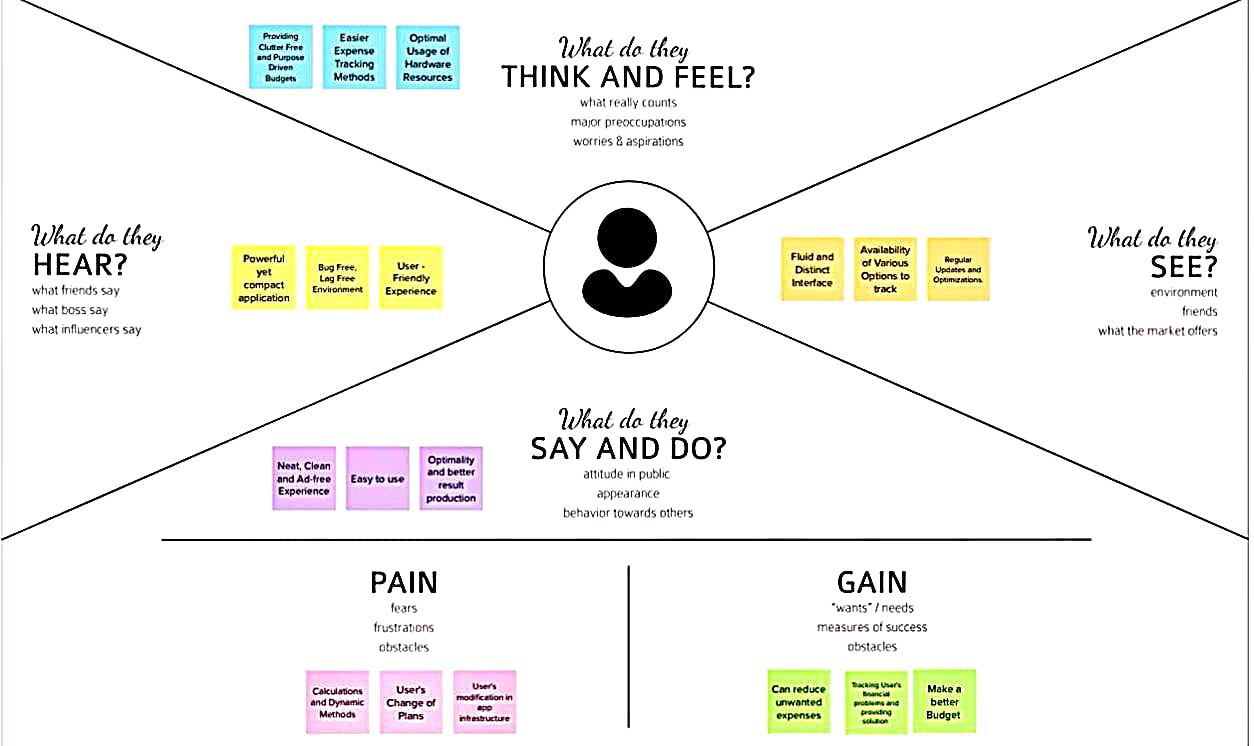 Providing
Clutter Free
and Purpose
Driven
Budgets
Easier
Expense
Tracking
Methods
Optimal
Usage of
Hardware
Resources
What do they
THINK AND FEEL?
what really counts
major preoccupations
worries & aspirations
What do they
HEAR?
what friends say
what boss say
what influencers say
Powerful
yet
compact
application
Bug Free,
Lag Free
Environment
User -
Friendly
Experience
Fluid and
Distinct
Interface
Availability
of Various
Options to
track
Regular
Updates and
Optimizations.
What do they
SEE?
environment
friends
what the market offers
What do they
SAY AND DO?
attitude in public
appearance
behavior towards others
Neat, Clean
and Ad-free
Experience
Easy to use
Optimality
and better
result
production
PAIN
fears
frustrations
obstacles
Calculations
and Dynamic
Methods
User's
Change of
Plans
User's
modification in
app
infrastructure
GAIN
"wants" / needs
measures of success
obstacles
Can reduce
unwanted
expenses
Tracking User's
financial
problems and
providing
solution
Make a
better
Budget